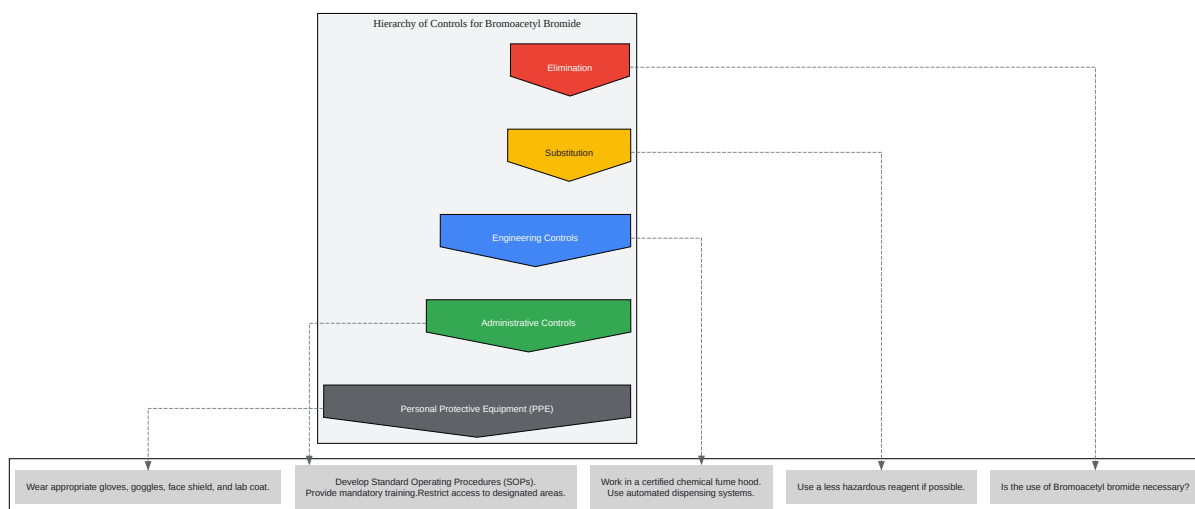 Hierarchy of Controls for Bromoacetyl Bromide
Elimination
Substitution
Engineering Controls
Administrative Controls
Personal Protective Equipment (PPE)
Wear appropriate gloves, goggles, face shield, and lab coat.
Develop Standard Operating Procedures (SOPs).
Provide mandatory training.Restrict access to designated areas.
Work in a certified chemical fume hood.
Use automated dispensing systems.
Use a less hazardous reagent if possible.
Is the use of Bromoacetyl bromide necessary?